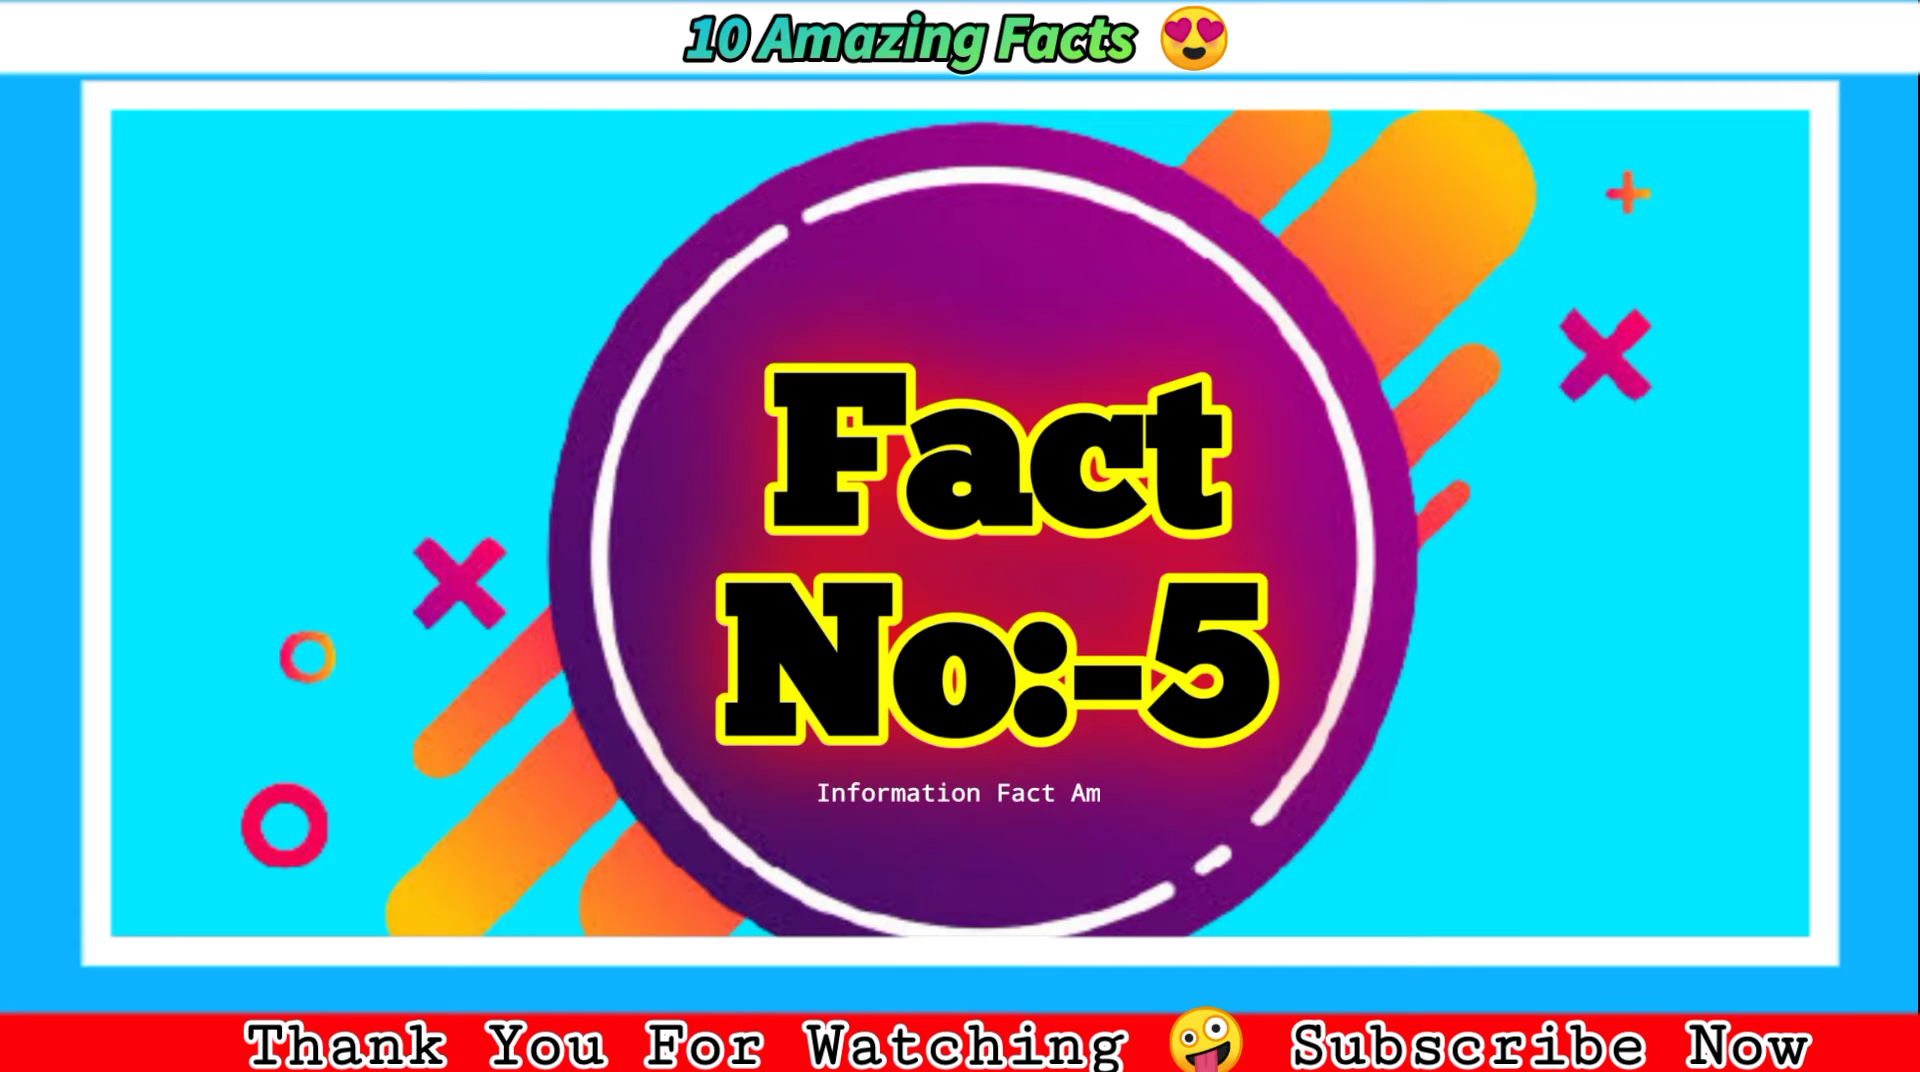 10 Amazing Facts 😍
Fact
No:-5
Information Fact Am
Thank You For Watching 🤪 Subscribe Now